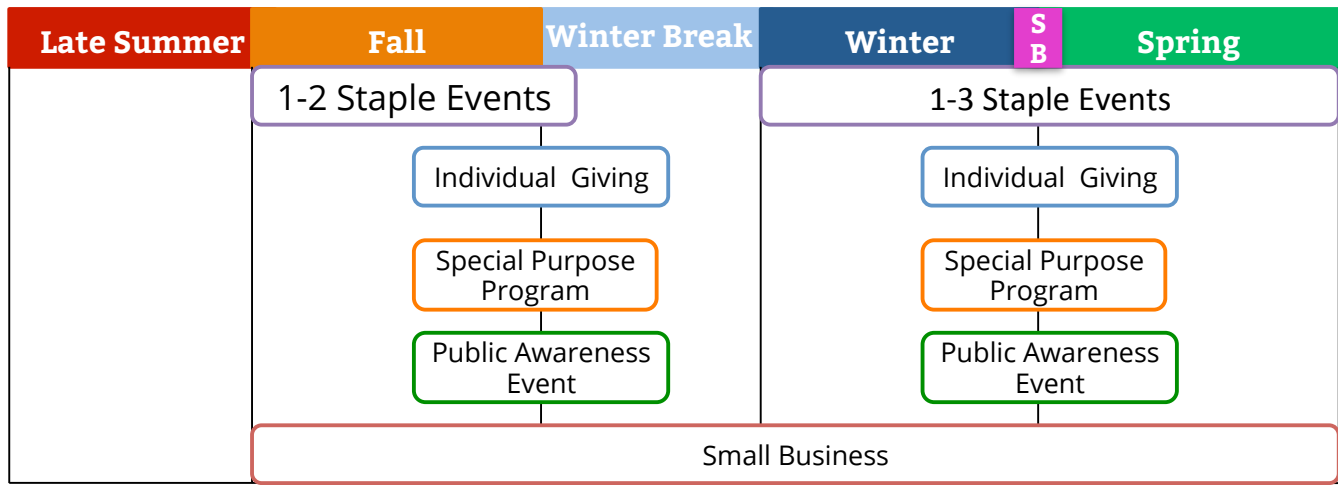 Late Summer
Fall
Winter Break
Winter
S
B
Spring
1-2 Staple Events
1-3 Staple Events
Individual Giving
Individual Giving
Special Purpose
Program
Special Purpose
Program
Public Awareness
Event
Public Awareness
Event
Small Business